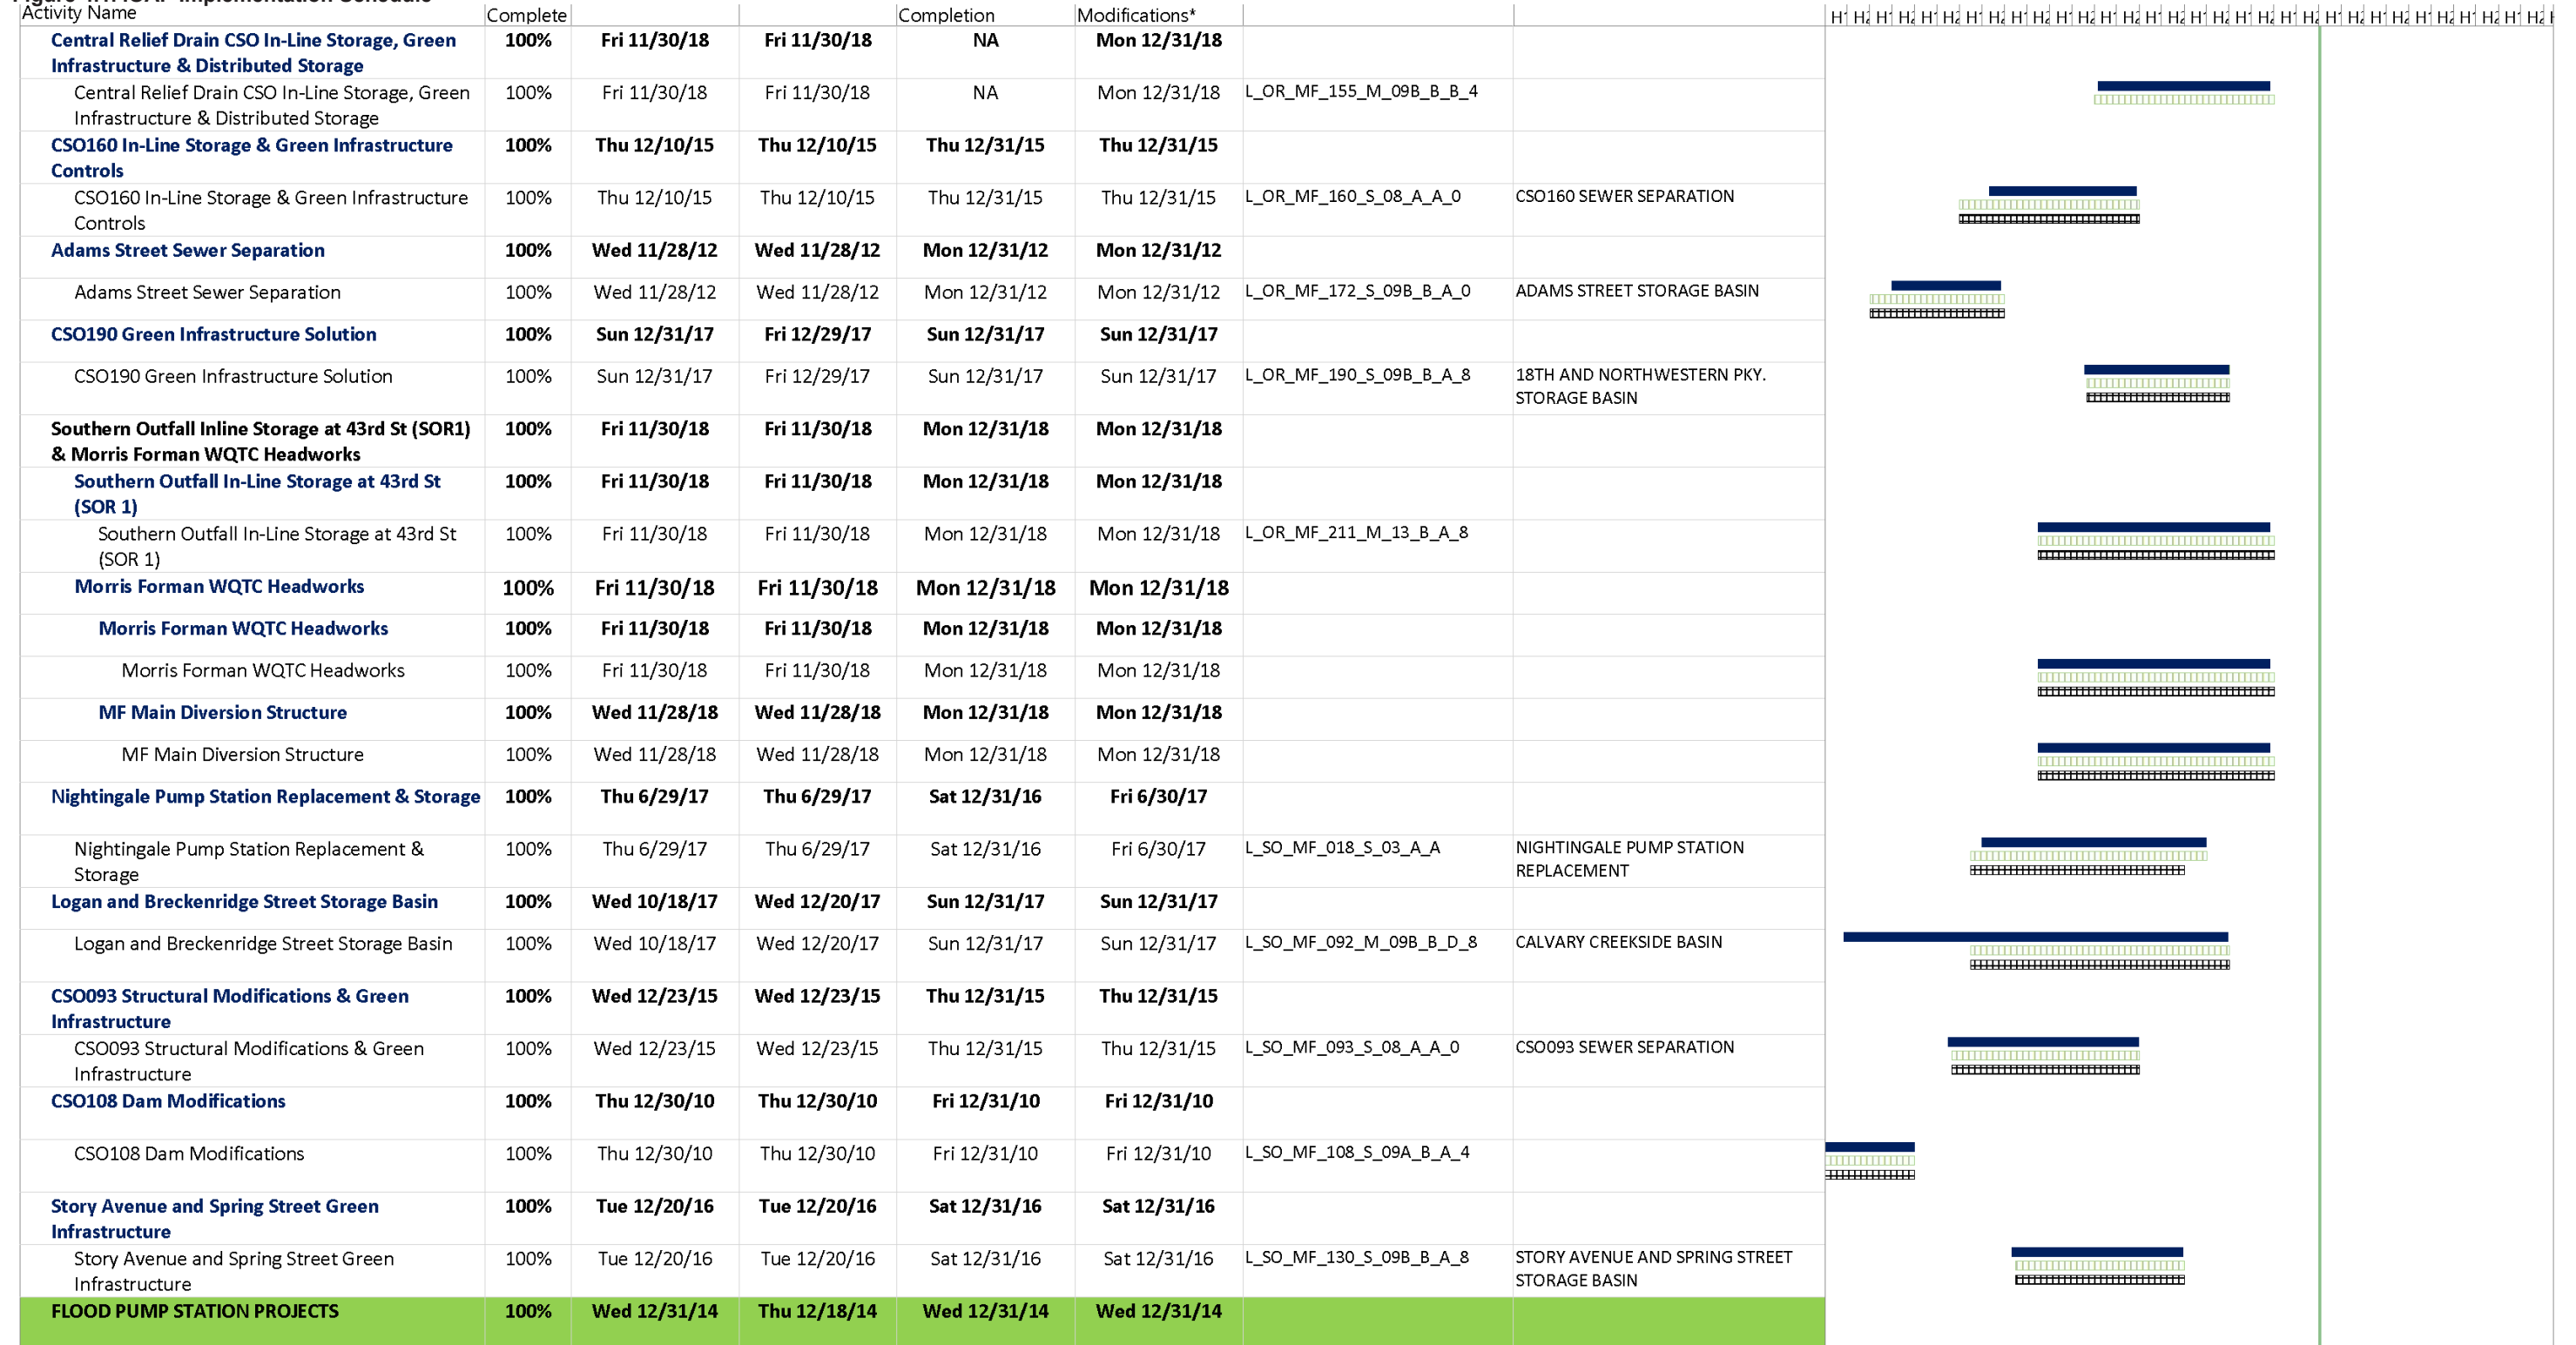 Activity Name Complete Completion Modifications*
Central Relief Drain CSO In-Line Storage, Green 100% Fri 11/30/18 Fri 11/30/18 NA Mon 12/31/18
Infrastructure & Distributed Storage
Central Relief Drain CSO In-Line Storage, Green 100% Fri 11/30/18 Fri 11/30/18 NA Mon 12/31/18 L_OR_MF_155_M_09B_B_B_4
Infrastructure & Distributed Storage
CSO160 In-Line Storage & Green Infrastructure 100% Thu 12/10/15 Thu 12/10/15 Thu 12/31/15 Thu 12/31/15
Controls
CSO160 In-Line Storage & Green Infrastructure 100% Thu 12/10/15 Thu 12/10/15 Thu 12/31/15 Thu 12/31/15 L_OR_MF_160_S_08_A_A_0 CSO160 SEWER SEPARATION
Controls
Adams Street Sewer Separation 100% Wed 11/28/12 Wed 11/28/12 Mon 12/31/12 Mon 12/31/12
Adams Street Sewer Separation 100% Wed 11/28/12 Wed 11/28/12 Mon 12/31/12 Mon 12/31/12 L_OR_MF_172_S_09B_B_A_0 ADAMS STREET STORAGE BASIN
CSO190 Green Infrastructure Solution 100% Sun 12/31/17 Fri 12/29/17 Sun 12/31/17 Sun 12/31/17
CSO190 Green Infrastructure Solution 100% Sun 12/31/17 Fri 12/29/17 Sun 12/31/17 Sun 12/31/17 L_OR_MF_190_S_09B_B_A_8 18TH AND NORTHWESTERN PKY.
STORAGE BASIN
Southern Outfall Inline Storage at 43rd St (SOR1) 100% Fri 11/30/18 Fri 11/30/18 Mon 12/31/18 Mon 12/31/18
& Morris Forman WQTC Headworks
Southern Outfall In-Line Storage at 43rd St 100% Fri 11/30/18 Fri 11/30/18 Mon 12/31/18 Mon 12/31/18
(SOR 1)
Southern Outfall In-Line Storage at 43rd St 100% Fri 11/30/18 Fri 11/30/18 Mon 12/31/18 Mon 12/31/18 L_OR_MF_211_M_13_B_A_8
(SOR 1)
Morris Forman WQTC Headworks 100% Fri 11/30/18 Fri 11/30/18 Mon 12/31/18 Mon 12/31/18
Morris Forman WQTC Headworks 100% Fri 11/30/18 Fri 11/30/18 Mon 12/31/18 Mon 12/31/18
Morris Forman WQTC Headworks 100% Fri 11/30/18 Fri 11/30/18 Mon 12/31/18 Mon 12/31/18
MF Main Diversion Structure 100% Wed 11/28/18 Wed 11/28/18 Mon 12/31/18 Mon 12/31/18
MF Main Diversion Structure 100% Wed 11/28/18 Wed 11/28/18 Mon 12/31/18 Mon 12/31/18
Nightingale Pump Station Replacement & Storage 100% Thu 6/29/17 Thu 6/29/17 Sat 12/31/16 Fri 6/30/17
Nightingale Pump Station Replacement & 100% Thu 6/29/17 Thu 6/29/17 Sat 12/31/16 Fri 6/30/17 L_SO_MF_018_S_03_A_A NIGHTINGALE PUMP STATION
Storage REPLACEMENT
Logan and Breckenridge Street Storage Basin 100% Wed 10/18/17 Wed 12/20/17 Sun 12/31/17 Sun 12/31/17
Logan and Breckenridge Street Storage Basin 100% Wed 10/18/17 Wed 12/20/17 Sun 12/31/17 Sun 12/31/17 L_SO_MF_092_M_09B_B_D_8 CALVARY CREEKSIDE BASIN
CSO093 Structural Modifications & Green 100% Wed 12/23/15 Wed 12/23/15 Thu 12/31/15 Thu 12/31/15
Infrastructure
CSO093 Structural Modifications & Green 100% Wed 12/23/15 Wed 12/23/15 Thu 12/31/15 Thu 12/31/15 L_SO_MF_093_S_08_A_A_0 CSO093 SEWER SEPARATION
Infrastructure
CSO108 Dam Modifications 100% Thu 12/30/10 Thu 12/30/10 Fri 12/31/10 Fri 12/31/10
CSO108 Dam Modifications 100% Thu 12/30/10 Thu 12/30/10 Fri 12/31/10 Fri 12/31/10 L_SO_MF_108_S_09A_B_A_4
Story Avenue and Spring Street Green 100% Tue 12/20/16 Tue 12/20/16 Sat 12/31/16 Sat 12/31/16
Infrastructure
Story Avenue and Spring Street Green 100% Tue 12/20/16 Tue 12/20/16 Sat 12/31/16 Sat 12/31/16 L_SO_MF_130_S_09B_B_A_8 STORY AVENUE AND SPRING STREET
Infrastructure STORAGE BASIN
FLOOD PUMP STATION PROJECTS 100% Wed 12/31/14 Thu 12/18/14 Wed 12/31/14 Wed 12/31/14